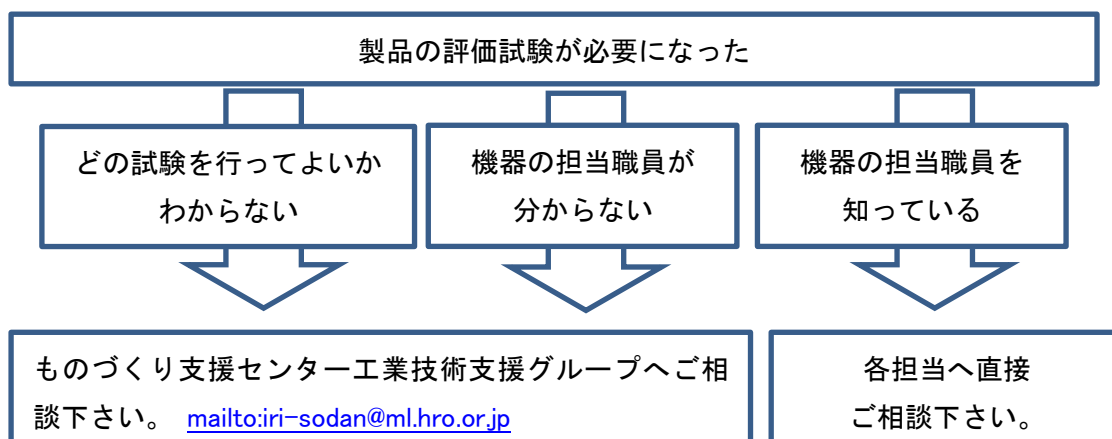 製品の評価試験が必要になった
どの試験を行ってよいか
わからない
機器の担当職員が
分からない
機器の担当職員を
知っている
ものづくり支援センター工業技術支援グループへご相
談下さい。 mailto:iri-sodan@ml.hro.or.jp
各担当へ直接
ご相談下さい。